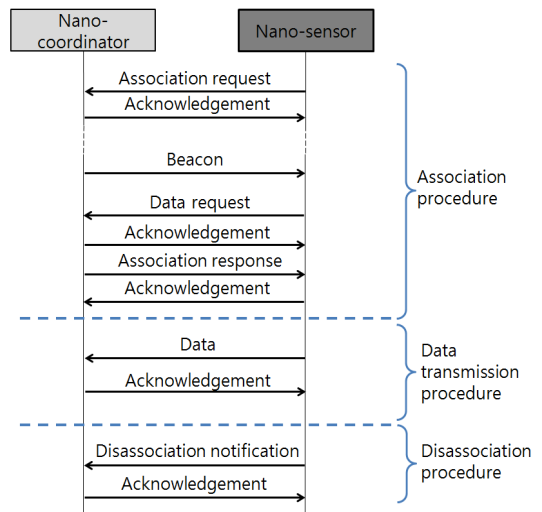 Nano-
coordinator
Nano-sensor
Association request
Acknowledgement
Beacon
Data request
Acknowledgement
Association response
Acknowledgement
Association
procedure
Data
Acknowledgement
Data
transmission
procedure
Disassociation notification
Acknowledgement
Disassociation
procedure